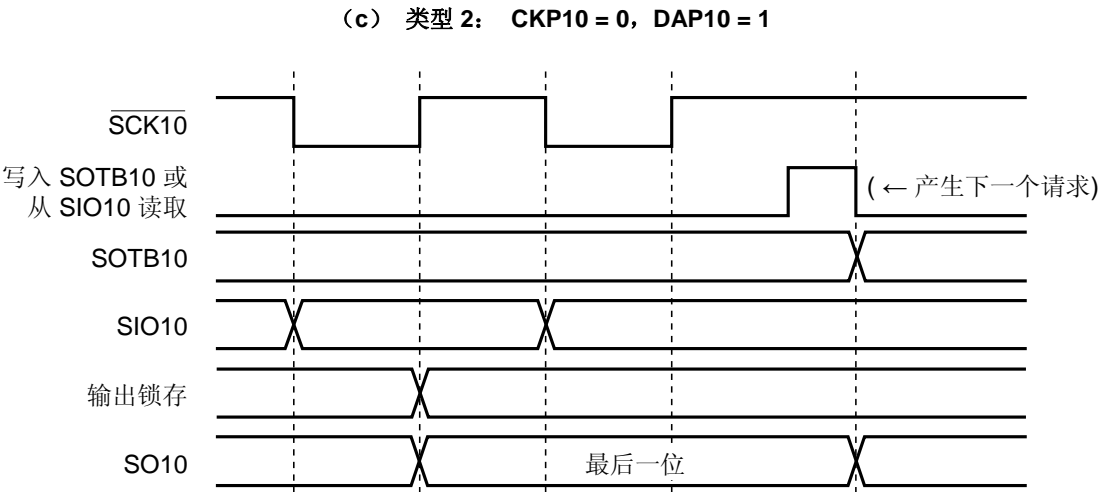 （c） 类型 2： CKP10 = 0，DAP10 = 1
SCK10
写入 SOTB10 或
从 SIO10 读取
( ← 产生下一个请求)
SOTB10
SIO10
输出锁存
SO10
最后一位